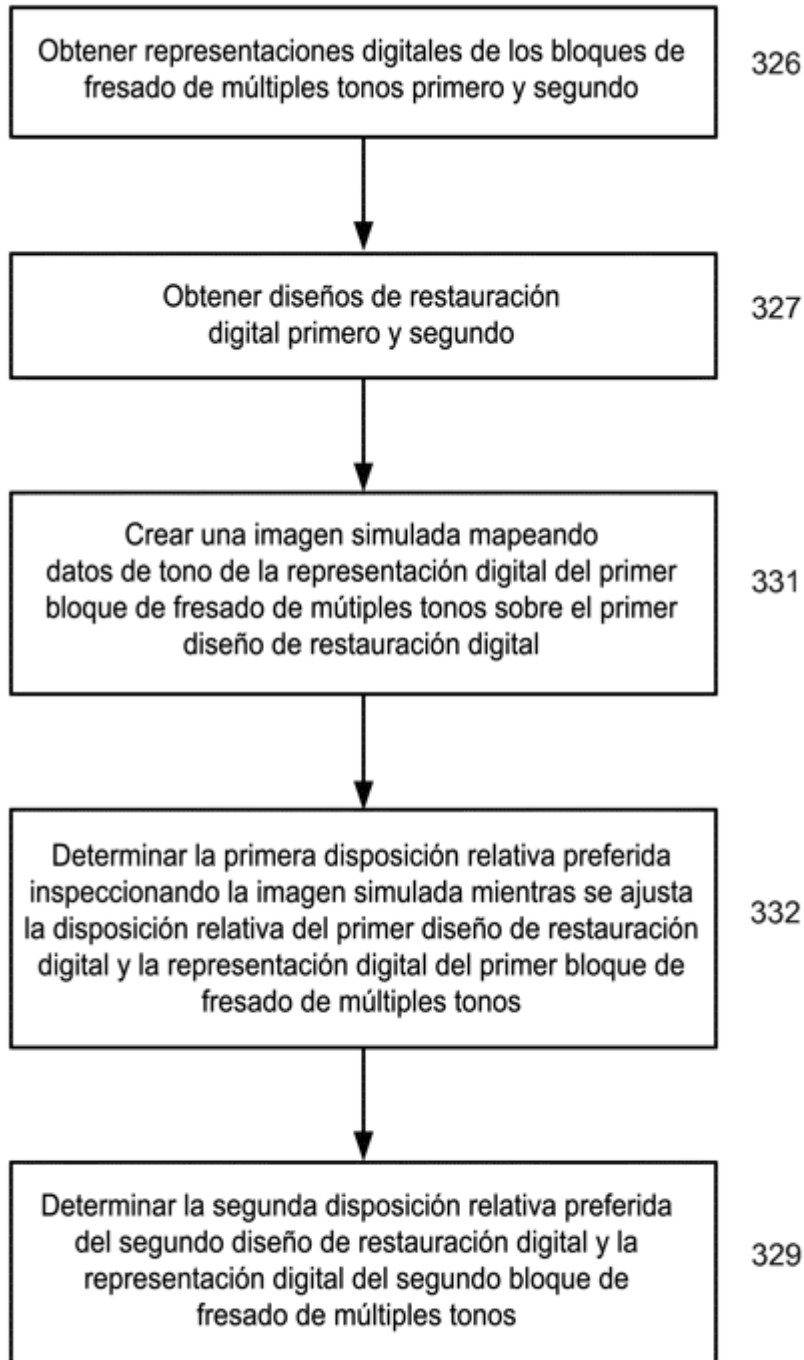 Obtener representaciones digitales de los bloques de
fresado de múltiples tonos primero y segundo
326
Obtener diseños de restauración
digital primero y segundo
327
Crear una imagen simulada mapeando
datos de tono de la representación digital del primer
bloque de fresado de mútiples tonos sobre el primer
diseño de restauración digital
331
Determinar la primera disposición relativa preferida
inspeccionando la imagen simulada mientras se ajusta
la disposición relativa del primer diseño de restauración
digital y la representación digital del primer bloque de
fresado de múltiples tonos
332
Determinar la segunda disposición relativa preferida
del segundo diseño de restauración digital y la
representación digital del segundo bloque de
fresado de múltiples tonos
329